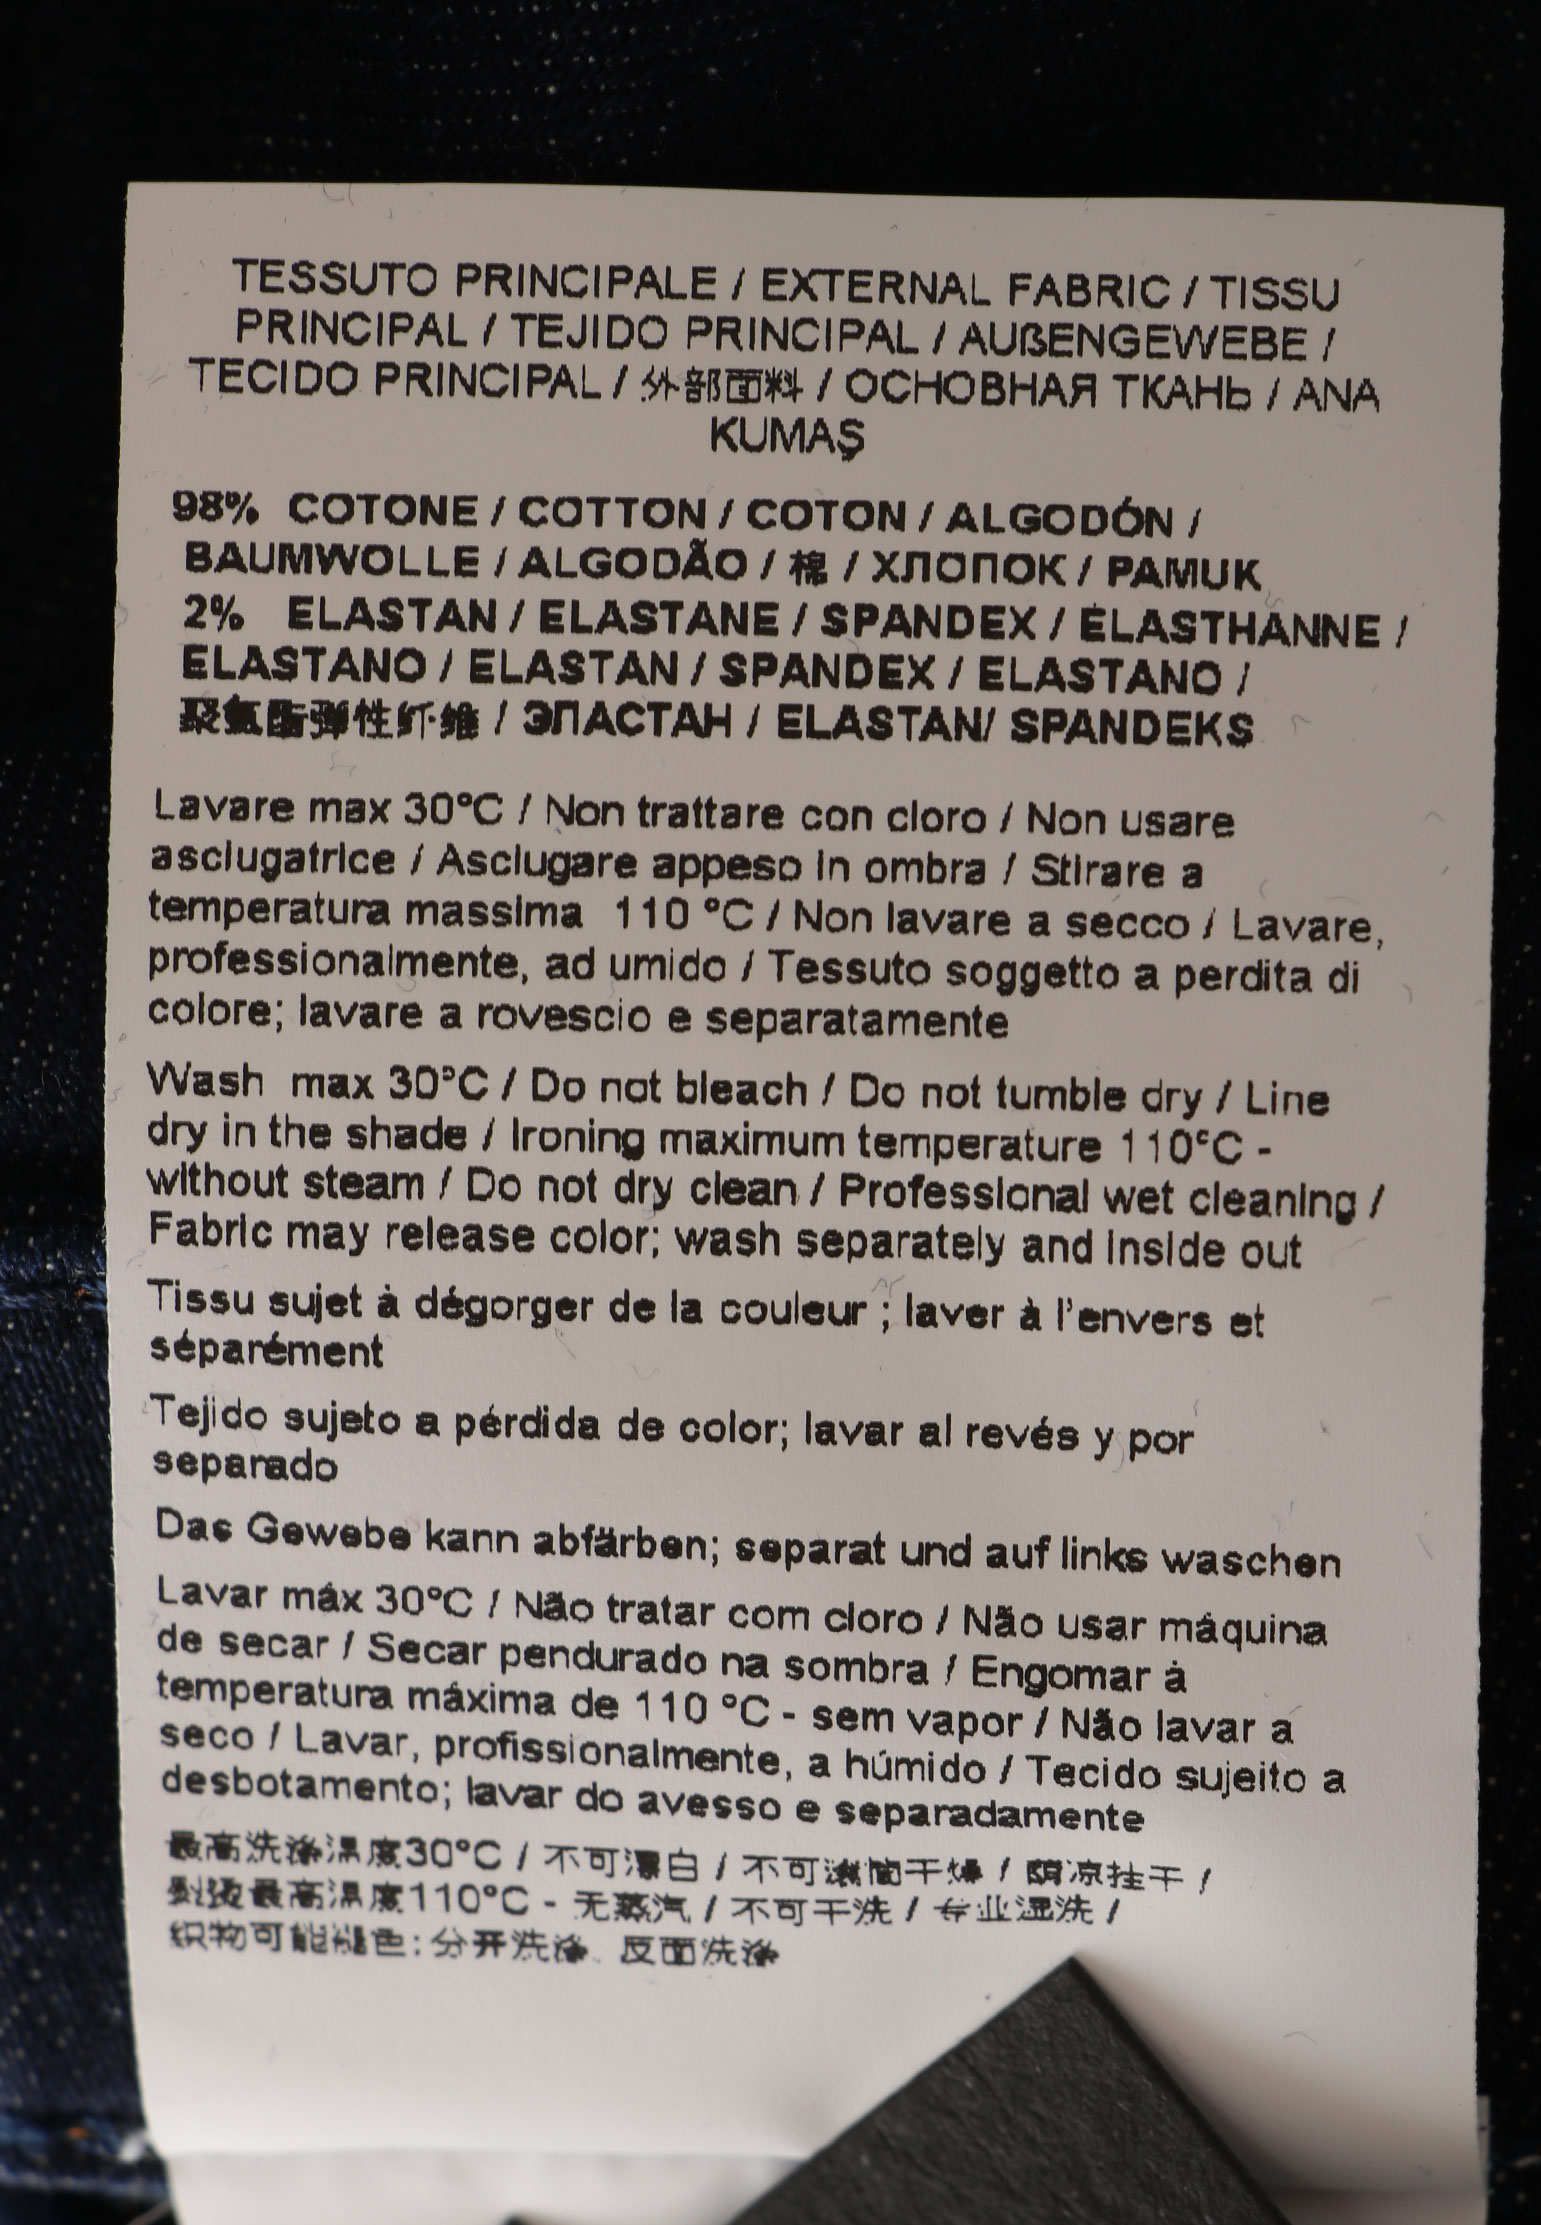 TESSUTO PRINCIPALE / EXTERNAL FABRIC / TISSU
PRINCIPAL / TEJIDO PRINCIPAL / AUßENGEWEBE /
TECIDO PRINCIPAL / 外部面料 / ОСНОВНАЯ ТКАНЬ / ANA
KUMAŞ
98% COTONE / COTTON / COTON / ALGODÓN /
BAUMWOLLE / ALGODÃO / 棉 / ХЛОПОК / PAMUK
2% ELASTAN / ELASTANE / SPANDEX / ÉLASTHANNE /
ELASTANO / ELASTAN / SPANDEX / ELASTANO /
聚氨酯弹性纤维 / ЭЛАСТАН / ELASTAN/ SPANDEKS
Lavare max 30°C / Non trattare con cloro / Non usare
asciugatrice / Asciugare appeso in ombra / Stirare a
temperatura massima 110 °C / Non lavare a secco / Lavare,
professionalmente, ad umido / Tessuto soggetto a perdita di
colore; lavare a rovescio e separatamente
Wash max 30°C / Do not bleach / Do not tumble dry / Line
dry in the shade / Ironing maximum temperature 110°C -
without steam / Do not dry clean / Professional wet cleaning /
Fabric may release color; wash separately and inside out
Tissu sujet à dégorger de la couleur ; laver à l'envers et
séparément
Tejido sujeto a pérdida de color; lavar al revés y por
separado
Das Gewebe kann abfärben; separat und auf links waschen
Lavar máx 30°C / Não tratar com cloro / Não usar máquina
de secar / Secar pendurado na sombra / Engomar à
temperatura máxima de 110 °C - sem vapor / Não lavar a
seco / Lavar, profissionalmente, a húmido / Tecido sujeito a
desbotamento; lavar do avesso e separadamente
最高洗涤温度30°C / 不可漂白 / 不可滚筒干燥 / 阴凉挂干 /
熨烫最高温度110°C - 无蒸汽 / 不可干洗 / 专业湿洗 /
织物可能褪色: 分开洗涤. 反面洗涤